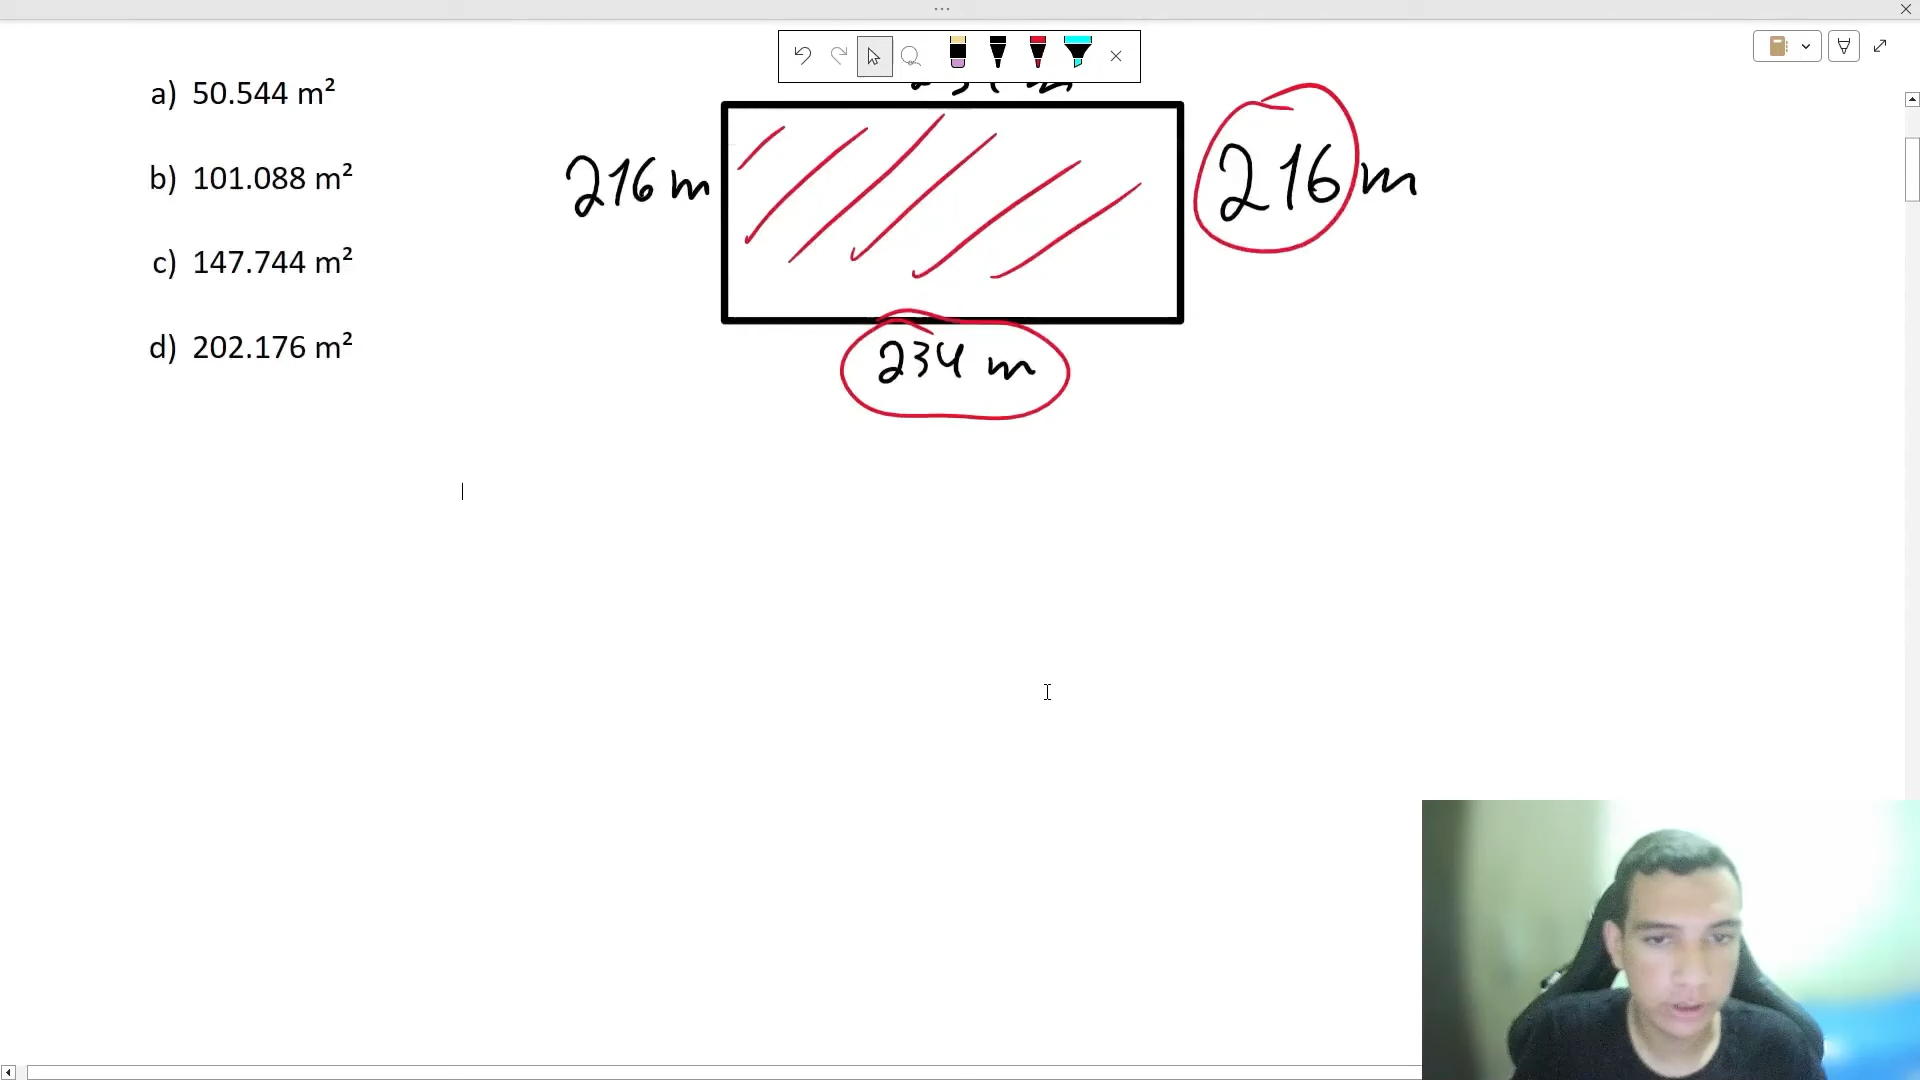 a) 50.544 m²
216 m
216 m
b) 101.088 m²
c) 147.744 m²
d) 202.176 m²
234 m